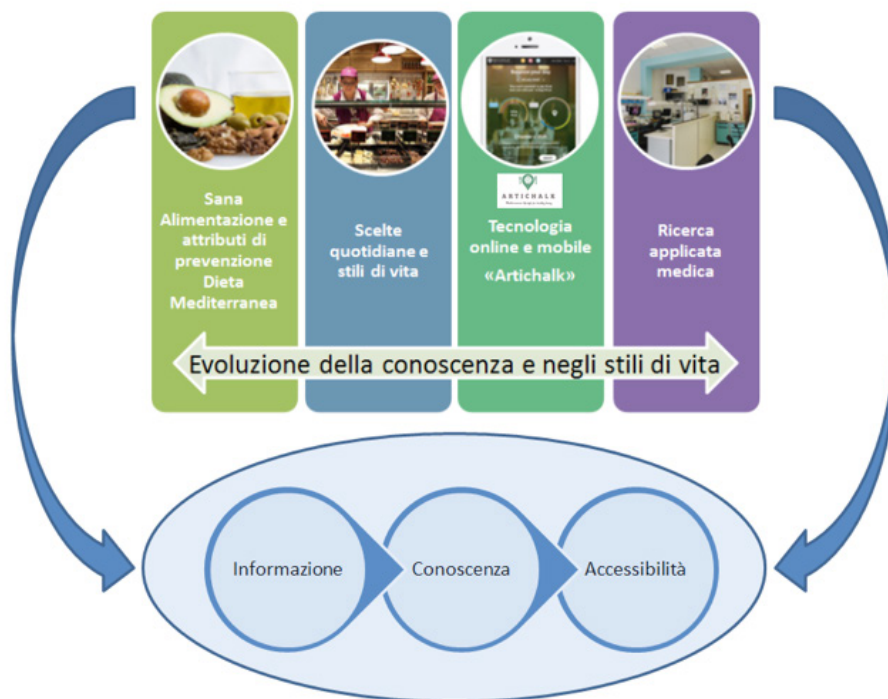 Sana
Alimentazione e
attributi di
prevenzione
Dieta
Mediterranea
Scelte
quotidiane e
stili di vita
ARTICHALK
Tecnologia
online e mobile
«Artichalk»
Ricerca
applicata
medica
Evoluzione della conoscenza e negli stili di vita
Informazione
Conoscenza
Accessibilità